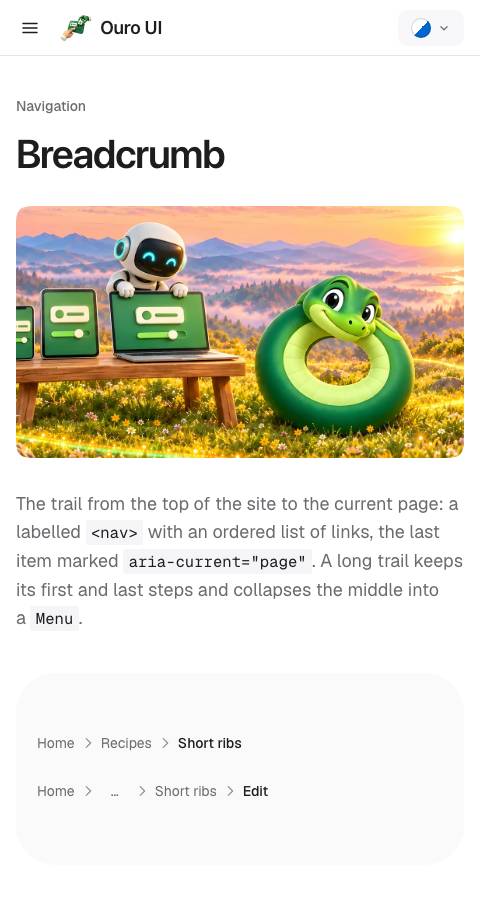 Ouro UI
Navigation
Breadcrumb
The trail from the top of the site to the current page: a
labelled <nav> with an ordered list of links, the last
item marked aria-current="page". A long trail keeps
its first and last steps and collapses the middle into
a Menu.
Home > Recipes > Short ribs
Home > … > Short ribs > Edit